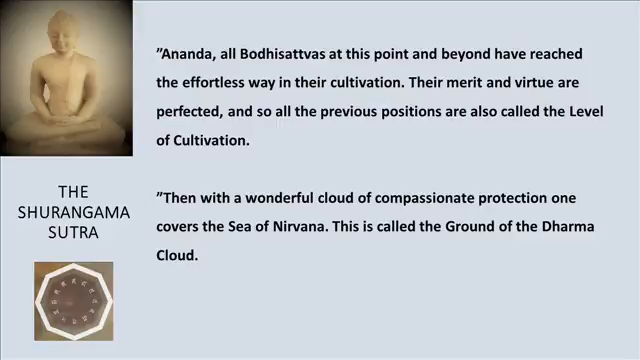 ”Ananda, all Bodhisattvas at this point and beyond have reached
the effortless way in their cultivation. Their merit and virtue are
perfected, and so all the previous positions are also called the Level
of Cultivation.
”Then with a wonderful cloud of compassionate protection one
covers the Sea of Nirvana. This is called the Ground of the Dharma
Cloud.
THE
SHURANGAMA
SUTRA